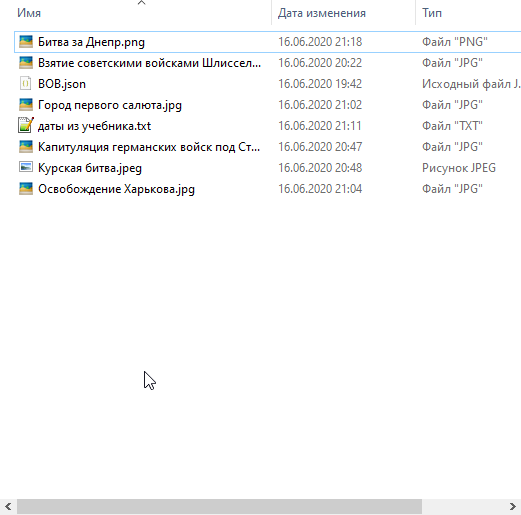 Имя Дата изменения Тип
Битва за Днепр.png 16.06.2020 21:18 Файл "PNG"
Взятие советскими войсками Шлиссел... 16.06.2020 20:22 Файл "JPG"
ВОВ.json 16.06.2020 19:42 Исходный файл J.
Город первого салюта.jpg 16.06.2020 21:02 Файл "JPG"
даты из учебника.txt 16.06.2020 21:11 Файл "TXT"
Капитуляция германских войск под Ст... 16.06.2020 20:47 Файл "JPG"
Курская битва.jpeg 16.06.2020 20:48 Рисунок JPEG
Освобождение Харькова.jpg 16.06.2020 21:04 Файл "JPG"